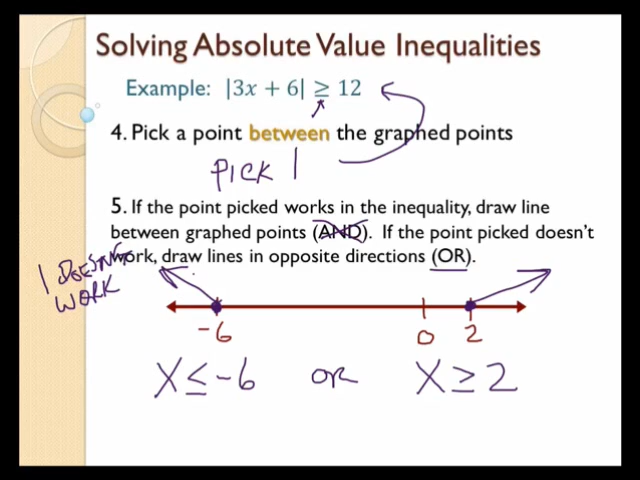 Solving Absolute Value Inequalities
Example: |3x + 6| ≥ 12
4. Pick a point between the graphed points
PICK 1
5. If the point picked works in the inequality, draw line
between graphed points (AND). If the point picked doesn't
work, draw lines in opposite directions (OR).
1 DOESN'T
WORK
-6 0 2
X ≤ -6 OR X ≥ 2